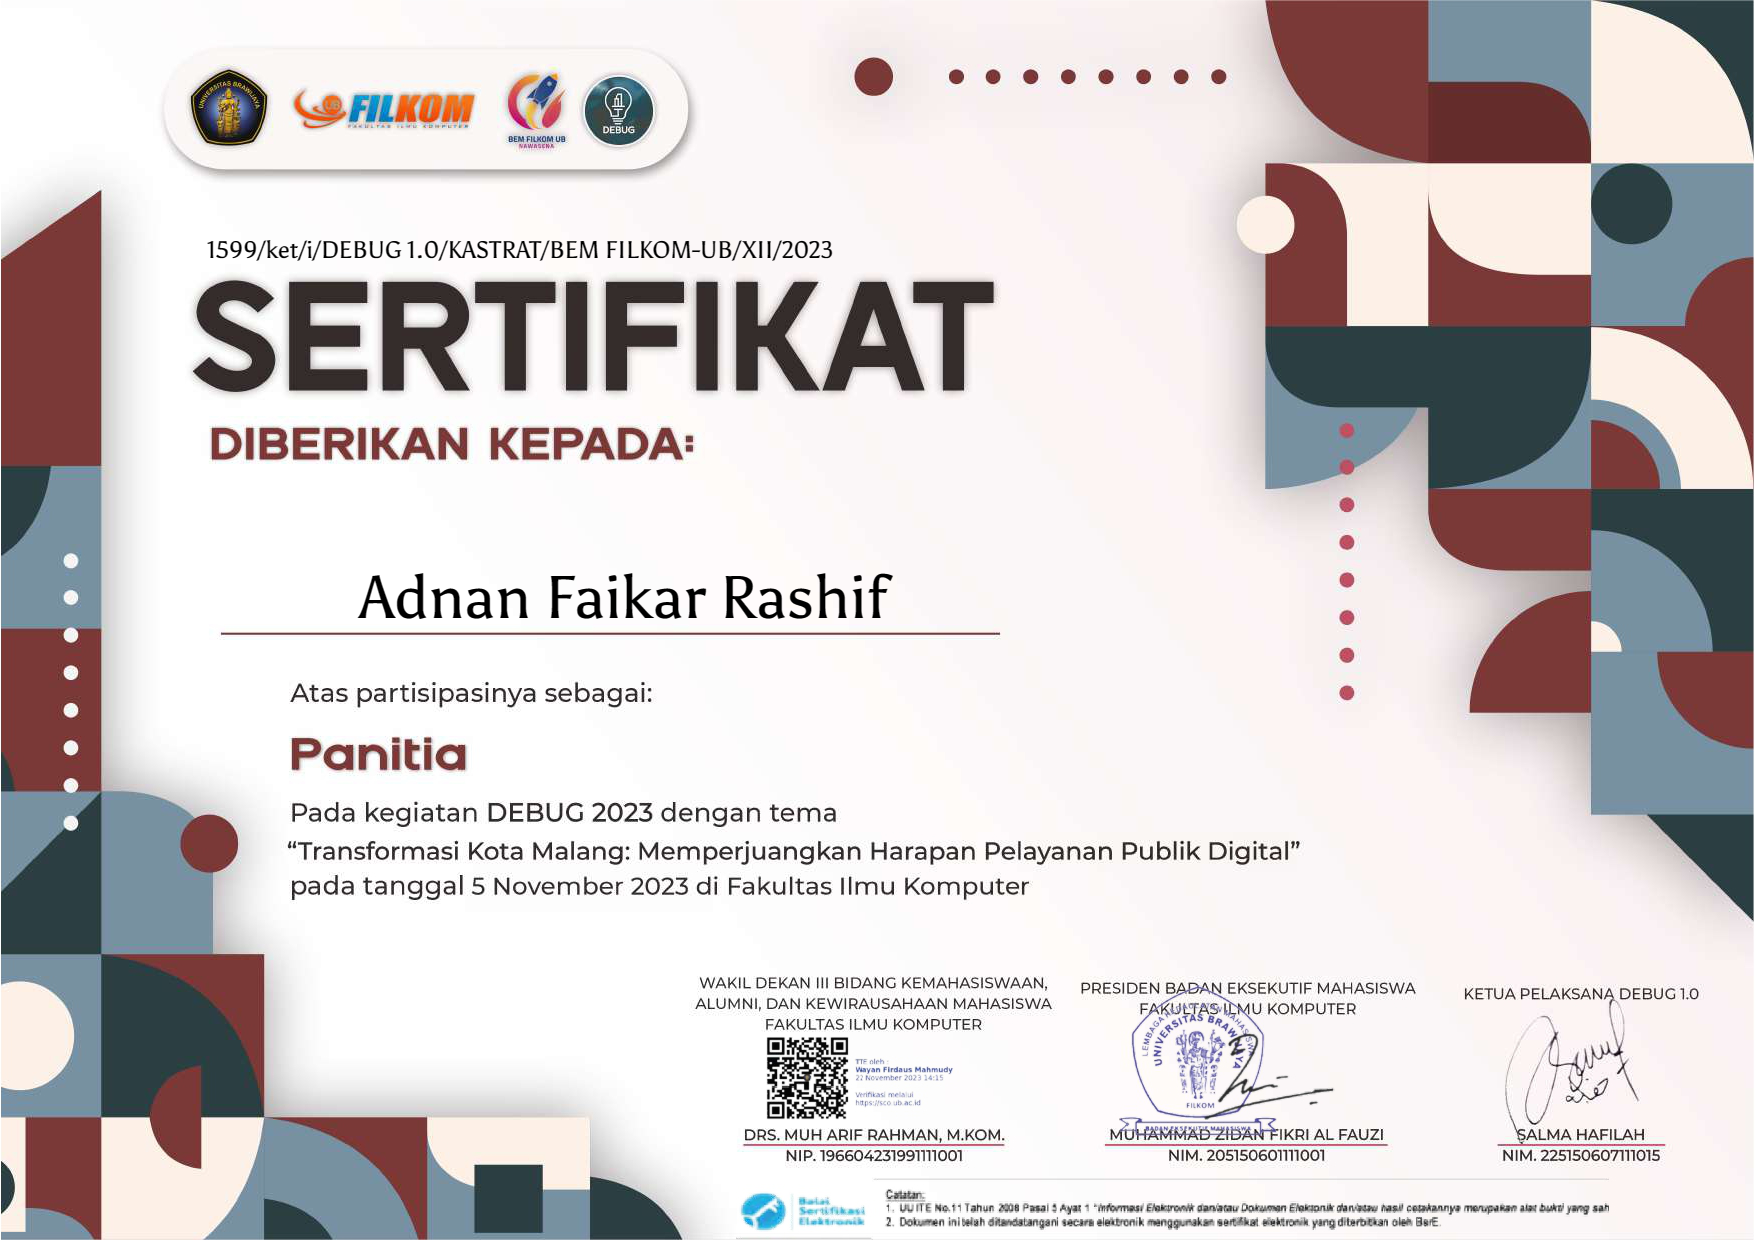 UNIVERSITAS BRAWIJAYA
UB FILKOM
FAKULTAS ILMU KOMPUTER
BEM FILKOM UB
NAWASENA
DEBUG
1599/ket/i/DEBUG 1.0/KASTRAT/BEM FILKOM-UB/XII/2023
SERTIFIKAT
DIBERIKAN KEPADA:
Adnan Faikar Rashif
Atas partisipasinya sebagai:
Panitia
Pada kegiatan DEBUG 2023 dengan tema
“Transformasi Kota Malang: Memperjuangkan Harapan Pelayanan Publik Digital”
pada tanggal 5 November 2023 di Fakultas Ilmu Komputer
WAKIL DEKAN III BIDANG KEMAHASISWAAN,
ALUMNI, DAN KEWIRAUSAHAAN MAHASISWA
FAKULTAS ILMU KOMPUTER
TTE oleh :
Wayan Firdaus Mahmudy
22 November 2023 14:15
Verifikasi melalui
https://sco.ub.ac.id
DRS. MUH ARIF RAHMAN, M.KOM.
NIP. 196604231991111001
PRESIDEN BADAN EKSEKUTIF MAHASISWA
FAKULTAS ILMU KOMPUTER
UNIVERSITAS BRAWIJAYA
FILKOM
BADAN EKSEKUTIF MAHASISWA
MUHAMMAD ZIDAN FIKRI AL FAUZI
NIM. 205150601111001
KETUA PELAKSANA DEBUG 1.0
SALMA HAFILAH
NIM. 225150607111015
Balai
Sertifikasi
Elektronik
Catatan:
1. UU ITE No.11 Tahun 2008 Pasal 5 Ayat 1 "Informasi Elektronik dan/atau Dokumen Elektronik dan/atau hasil cetakannya merupakan alat bukti yang sah
2. Dokumen ini telah ditandatangani secara elektronik menggunakan sertifikat elektronik yang diterbitkan oleh BsrE.